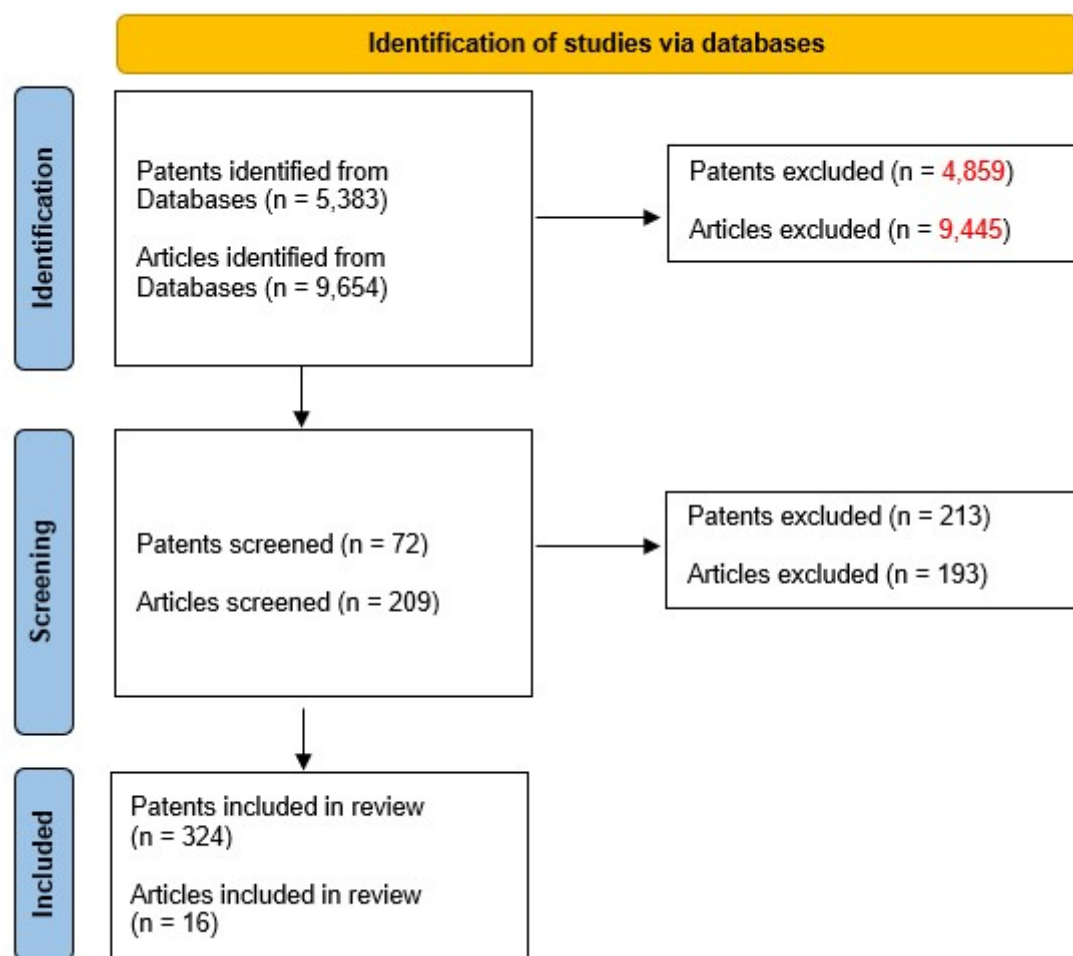 Identification of studies via databases
Identification
Patents identified from
Databases (n = 5,383)
Articles identified from
Databases (n = 9,654)
Patents excluded (n = 4,859)
Articles excluded (n = 9,445)
Screening
Patents screened (n = 72)
Articles screened (n = 209)
Patents excluded (n = 213)
Articles excluded (n = 193)
Included
Patents included in review
(n = 324)
Articles included in review
(n = 16)